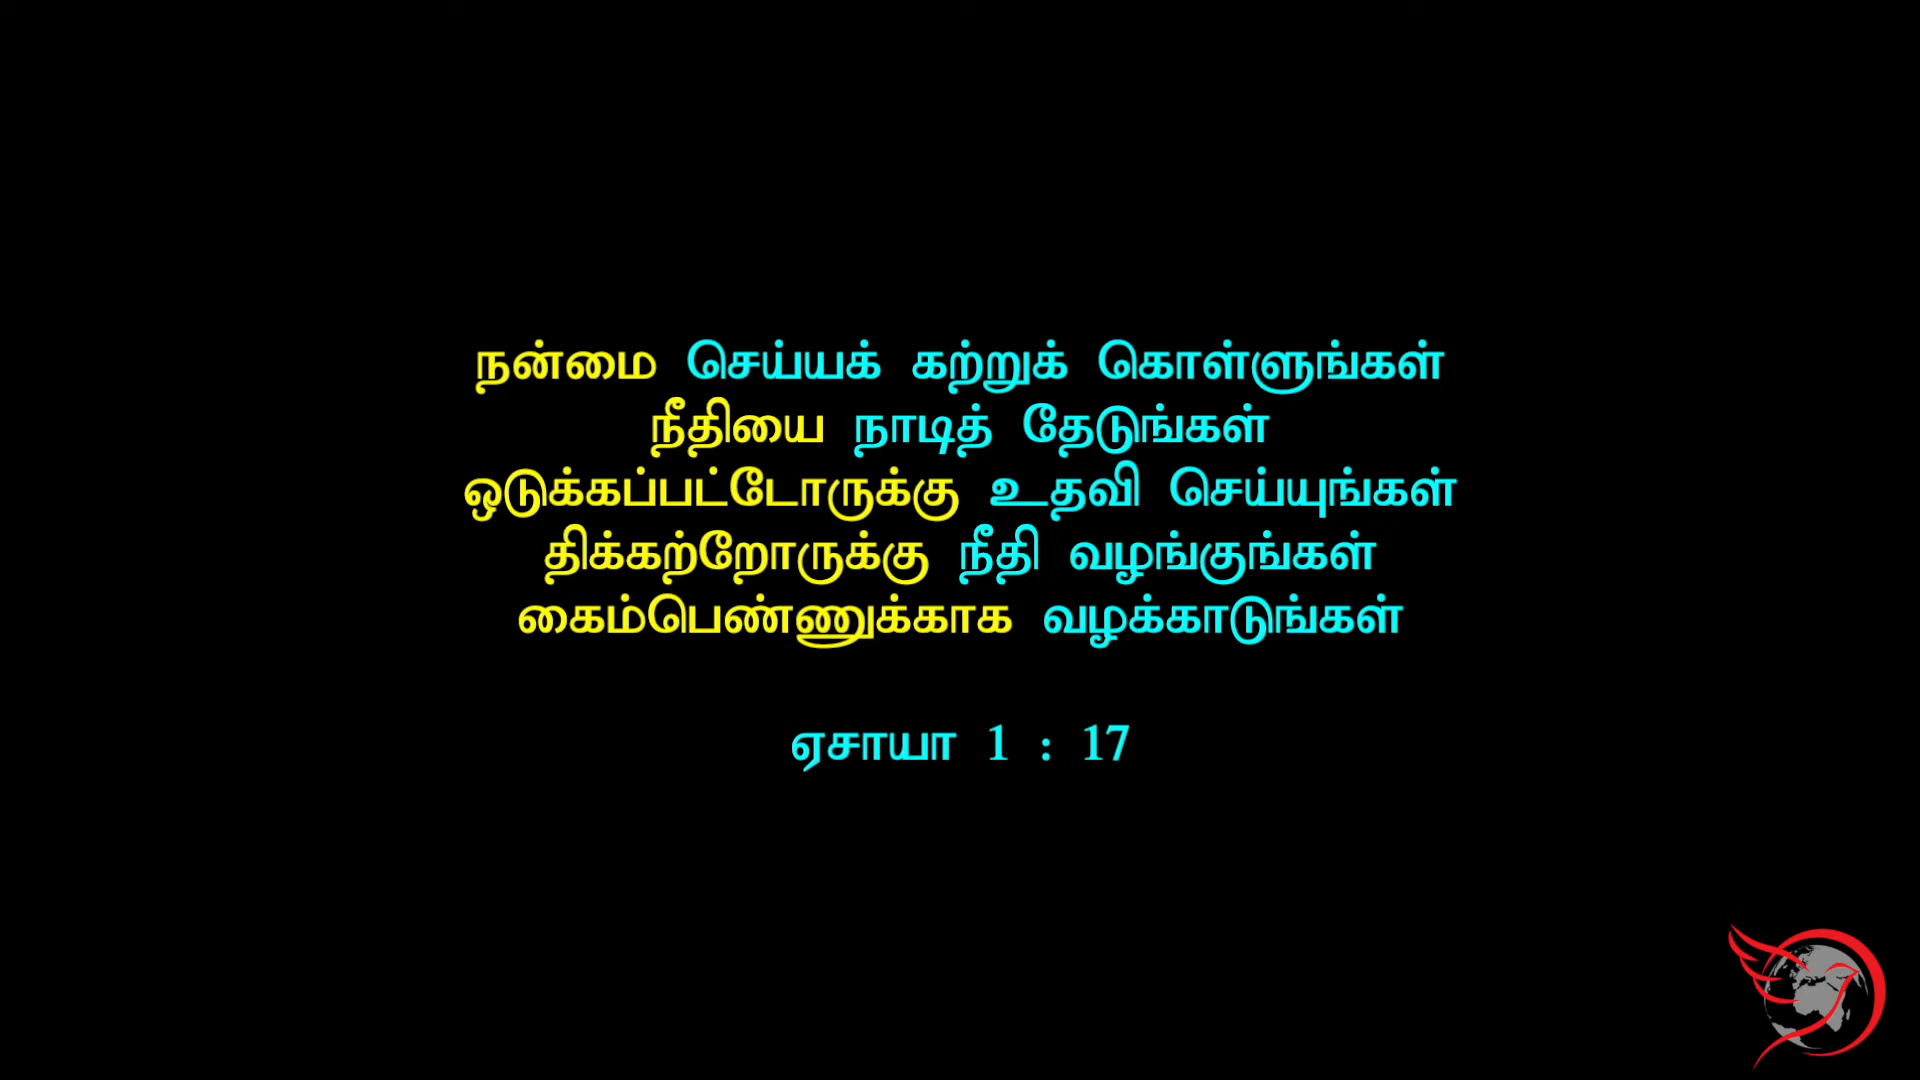 நன்மை செய்யக் கற்றுக் கொள்ளுங்கள்
நீதியை நாடித் தேடுங்கள்
ஒடுக்கப்பட்டோருக்கு உதவி செய்யுங்கள்
திக்கற்றோருக்கு நீதி வழங்குங்கள்
கைம்பெண்ணுக்காக வழக்காடுங்கள்
ஏசாயா 1 : 17